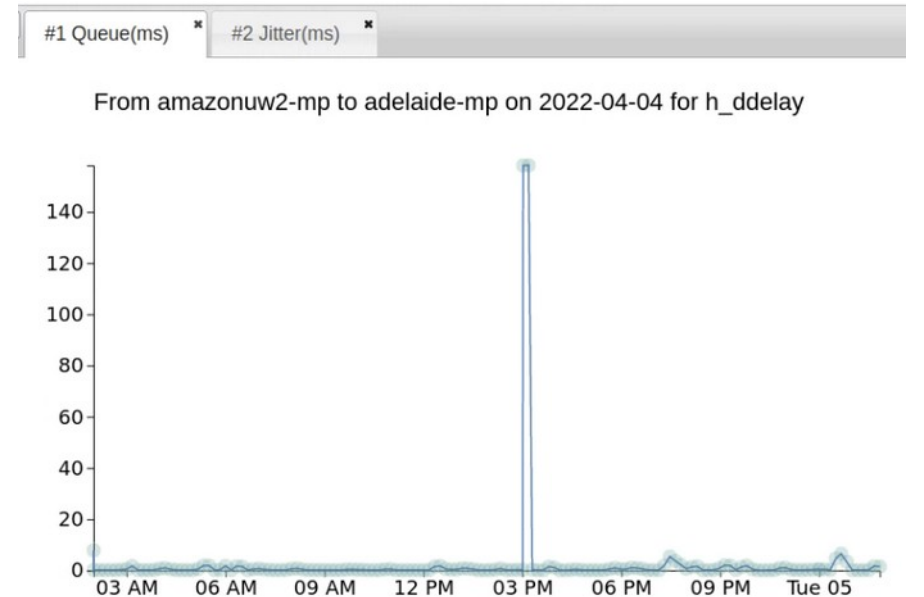 #1 Queue(ms) ✖ #2 Jitter(ms) ✖
From amazonuw2-mp to adelaide-mp on 2022-04-04 for h_ddelay
140
120
100
80
60
40
20
0
03 AM 06 AM 09 AM 12 PM 03 PM 06 PM 09 PM Tue 05